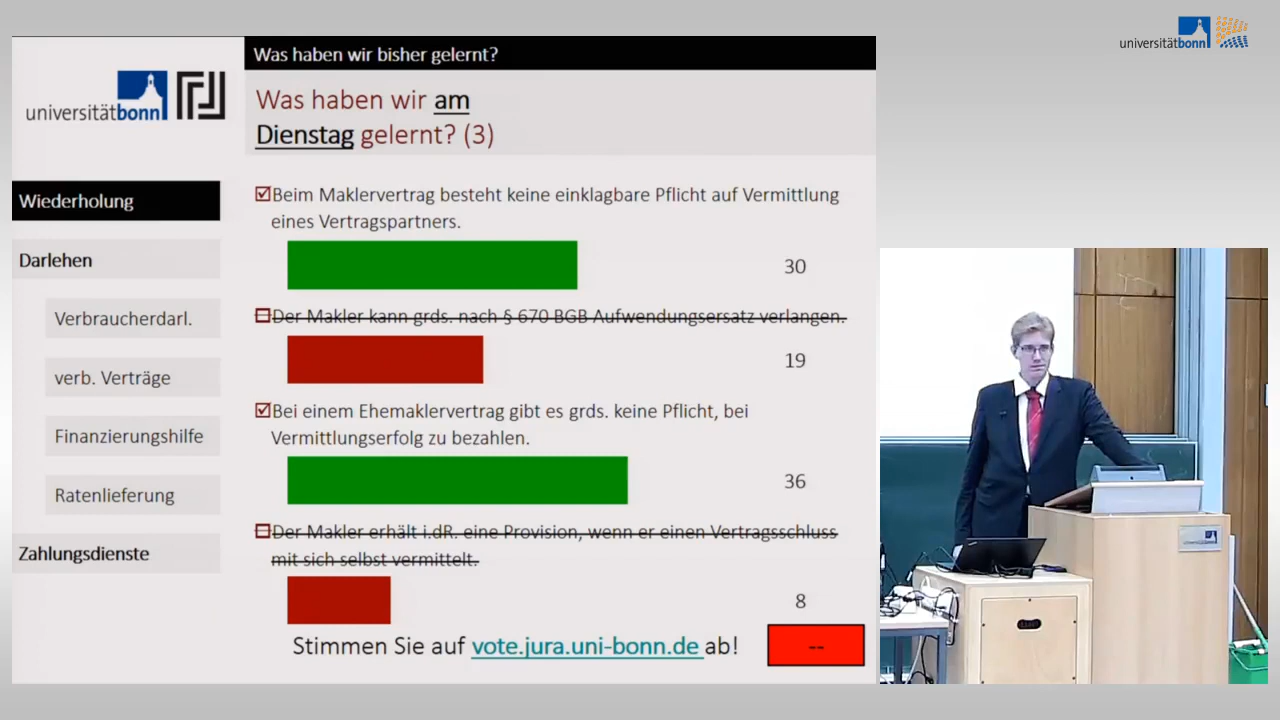 universitätbonn
Was haben wir bisher gelernt?
universitätbonn
Was haben wir am
Dienstag gelernt? (3)
Wiederholung
Darlehen
Verbraucherdarl.
verb. Verträge
Finanzierungshilfe
Ratenlieferung
Zahlungsdienste
Beim Maklervertrag besteht keine einklagbare Pflicht auf Vermittlung
eines Vertragspartners.
30
Der Makler kann grds. nach § 670 BGB Aufwendungsersatz verlangen.
19
Bei einem Ehemaklervertrag gibt es grds. keine Pflicht, bei
Vermittlungserfolg zu bezahlen.
36
Der Makler erhält i.dR. eine Provision, wenn er einen Vertragsschluss
mit sich selbst vermittelt.
8
Stimmen Sie auf vote.jura.uni-bonn.de ab!
--